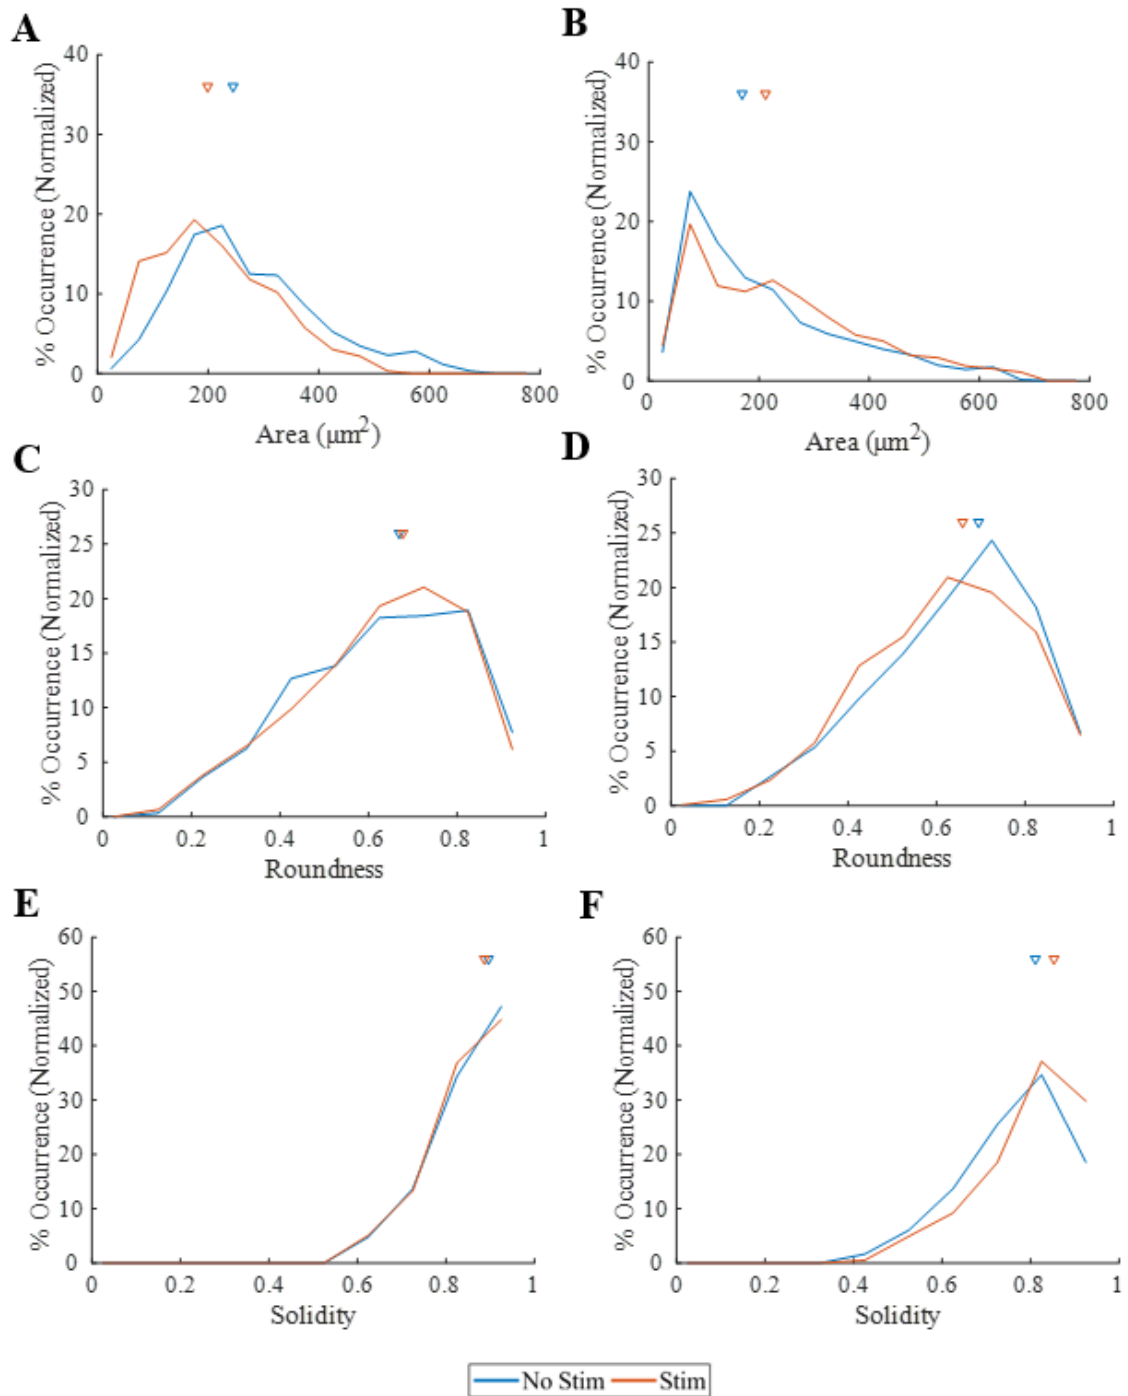 A
% Occurrence (Normalized)
40
30
20
10
0
0 200 400 600 800
Area (µm²)
B
% Occurrence (Normalized)
40
30
20
10
0
0 200 400 600 800
Area (µm²)
C
% Occurrence (Normalized)
30
25
20
15
10
5
0
0 0.2 0.4 0.6 0.8 1
Roundness
D
% Occurrence (Normalized)
30
25
20
15
10
5
0
0 0.2 0.4 0.6 0.8 1
Roundness
E
% Occurrence (Normalized)
60
50
40
30
20
10
0
0 0.2 0.4 0.6 0.8 1
Solidity
F
% Occurrence (Normalized)
60
50
40
30
20
10
0
0 0.2 0.4 0.6 0.8 1
Solidity
No Stim Stim